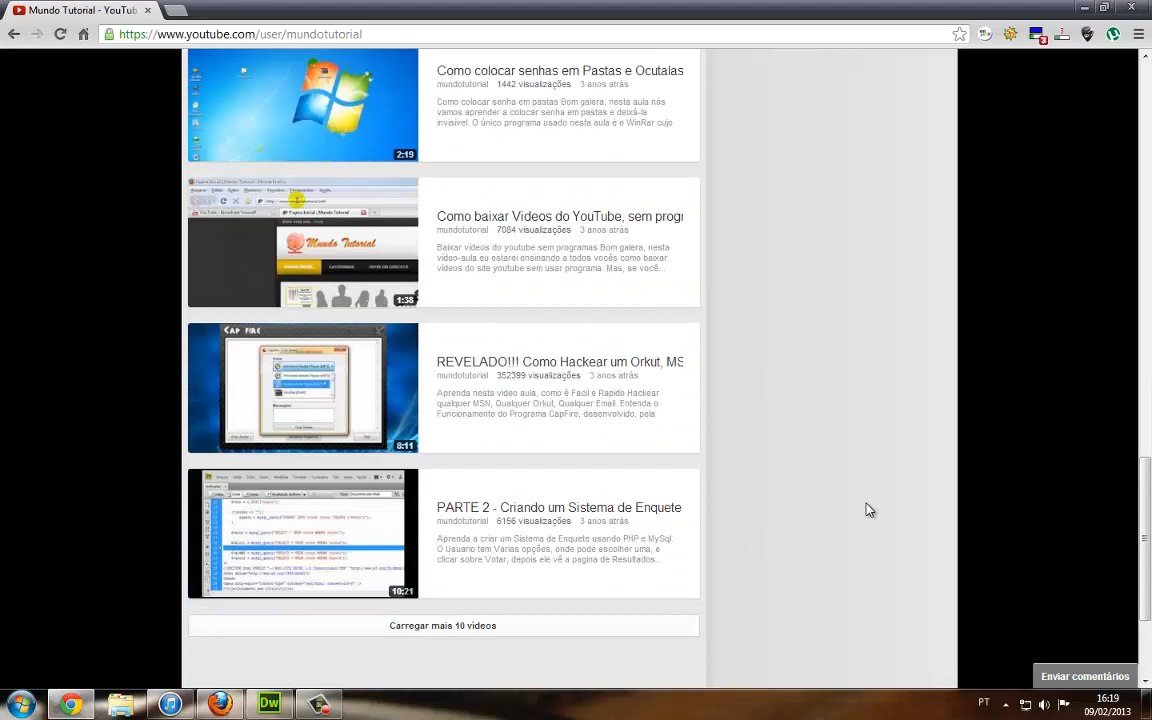 Mundo Tutorial - YouTub
https://www.youtube.com/user/mundotutorial
3
Como colocar senhas em Pastas e Ocutalas
mundotutorial 1442 visualizações 3 anos atrás
Como colocar senha em pastas Bom galera, nesta aula nós
vamos aprender a colocar senha em pastas e deixá-la
invisível. O único programa usado nesta aula é o WinRar cujo
2:19
Como baixar Videos do YouTube, sem progr
mundotutorial 7084 visualizações 3 anos atrás
Baixar vídeos do youtube sem programas Bom galera, nesta
vídeo-aula eu estarei ensinando a todos vocês como baixar
vídeos do site youtube sem usar programa. Mas, se você...
Mundo Tutorial
1:38
CAP FIRE
REVELADO!!! Como Hackear um Orkut, MS
mundotutorial 352399 visualizações 3 anos atrás
Aprenda nesta video aula, como é Facil e Rapido Hackear
qualquer MSN, Qualquer Orkut, Qualquer Email. Entenda o
Funcionamento do Programa CapFire, desenvolvido, pela
8:11
PARTE 2 - Criando um Sistema de Enquete
mundotutorial 6156 visualizações 3 anos atrás
Aprenda a criar um Sistema de Enquete usando PHP e MySql.
O Usuario tem Varias opções, onde pode escolher uma, e
clicar sobre Votar, depois ele vê a pagina de Resultados...
10:21
Carregar mais 10 vídeos
Enviar comentários
Dw
PT
16:19
09/02/2013